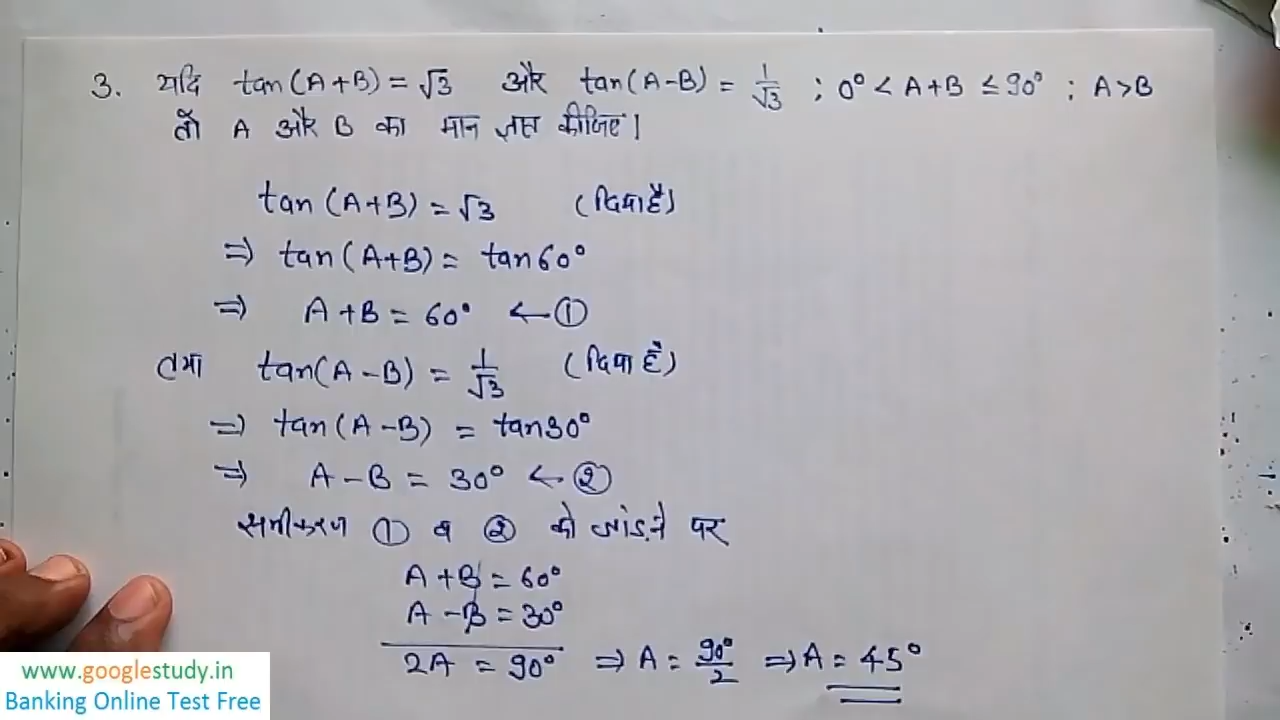 3. यदि tan(A+B) = √3 और tan(A-B) = 1/√3 ; 0° < A+B ≤ 90° ; A>B
तो A और B का मान ज्ञात कीजिए।
tan(A+B) = √3 (दिया है)
⇒ tan(A+B) = tan60°
⇒ A+B = 60° ← ①
तथा tan(A-B) = 1/√3 (दिया है)
⇒ tan(A-B) = tan30°
⇒ A-B = 30° ← ②
समीकरण ① व ② को जोड़ने पर
A+B = 60°
A-B = 30°
2A = 90° ⇒ A = 90°/2 ⇒ A = 45°
www.googlestudy.in
Banking Online Test Free